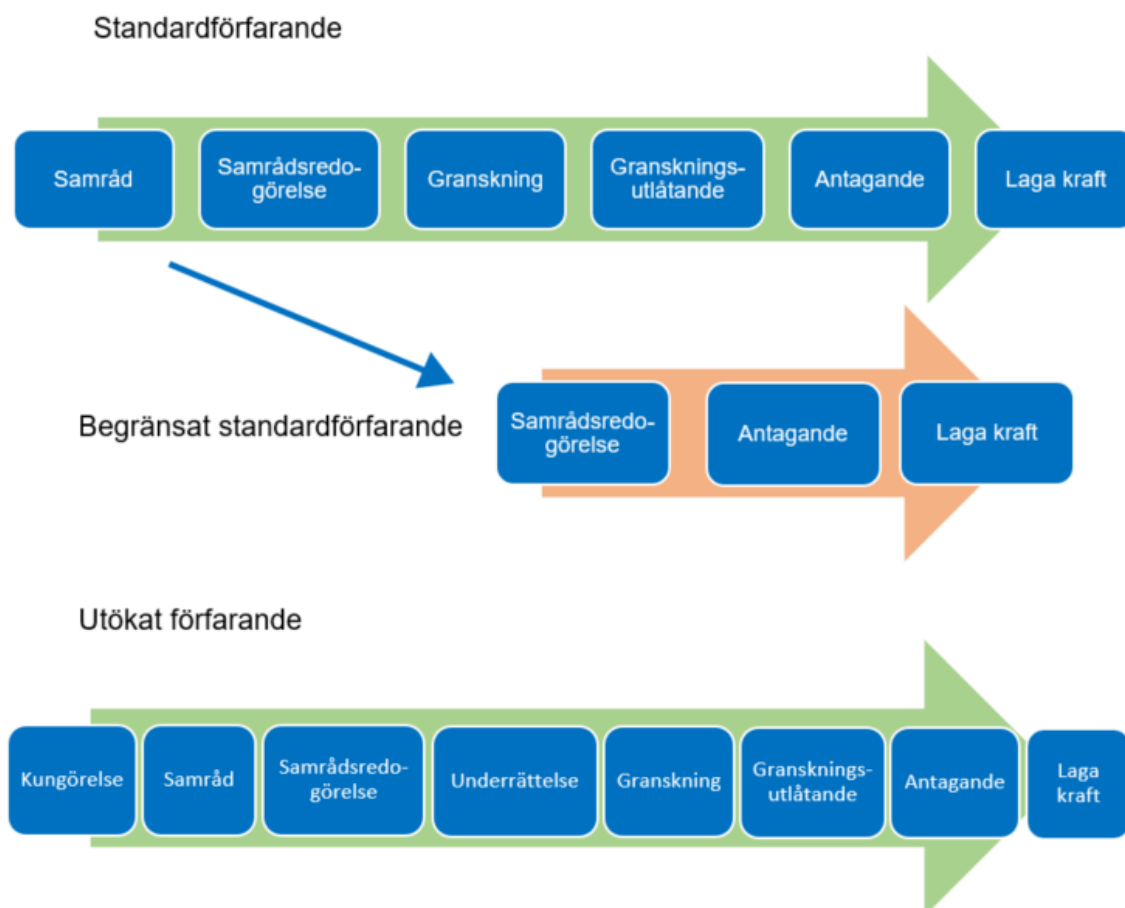 Standardförfarande
Samråd
Samrådsredo-
görelse
Granskning
Gransknings-
utlåtande
Antagande
Laga kraft
Begränsat standardförfarande
Samrådsredo-
görelse
Antagande
Laga kraft
Utökat förfarande
Kungörelse
Samråd
Samrådsredo-
görelse
Underrättelse
Granskning
Gransknings-
utlåtande
Antagande
Laga
kraft